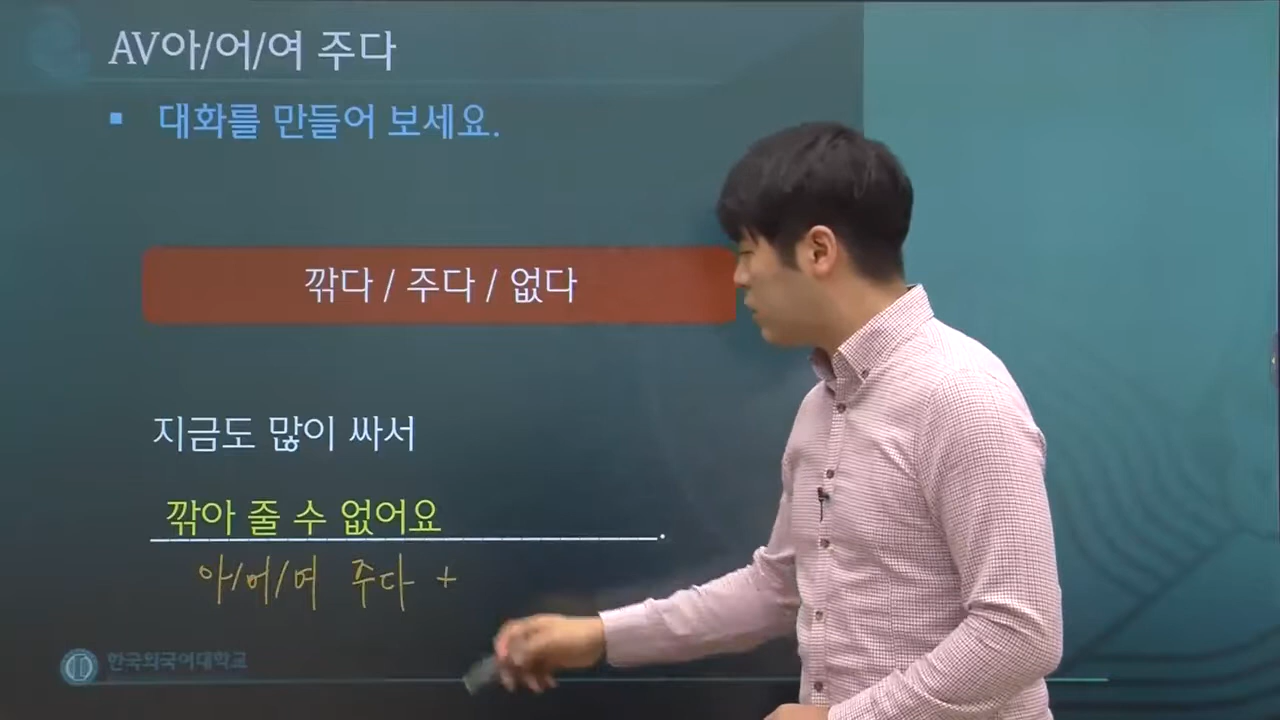 AV아/어/여 주다
▪ 대화를 만들어 보세요.
깎다 / 주다 / 없다
지금도 많이 싸서
깎아 줄 수 없어요.
아/어/여 주다 +
한국외국어대학교